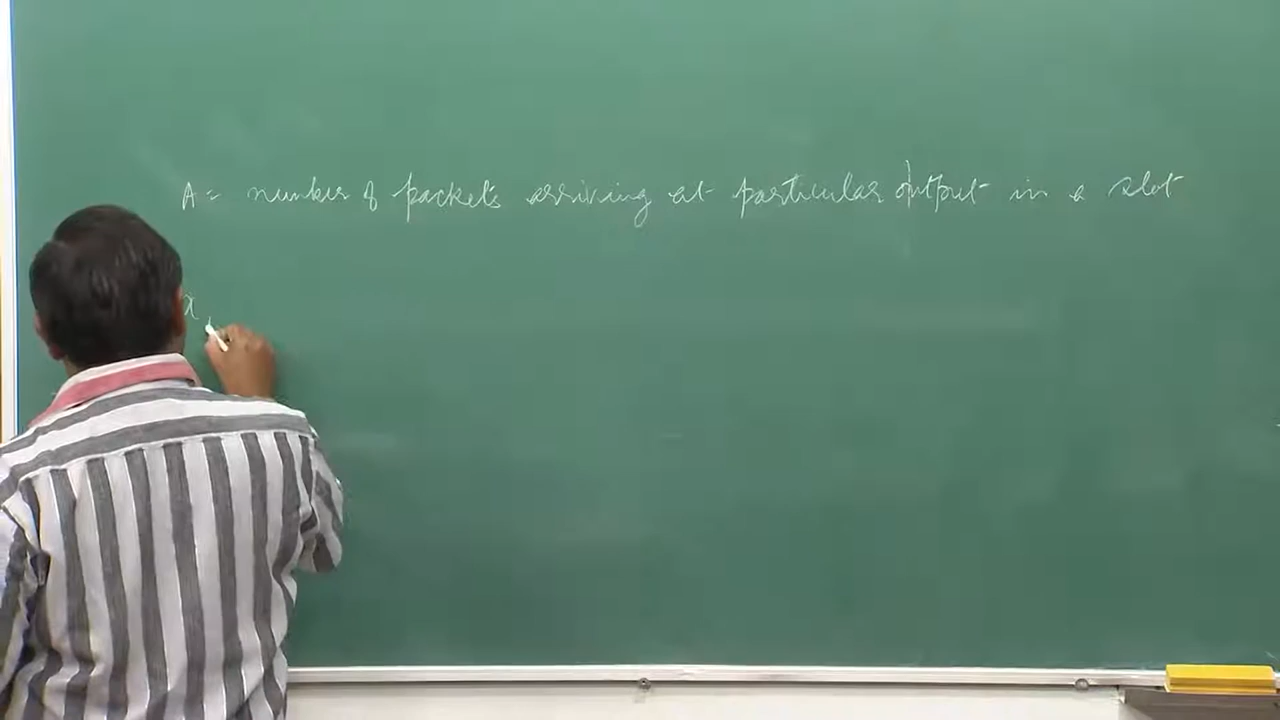 A = number of packets arriving at particular output in a slot